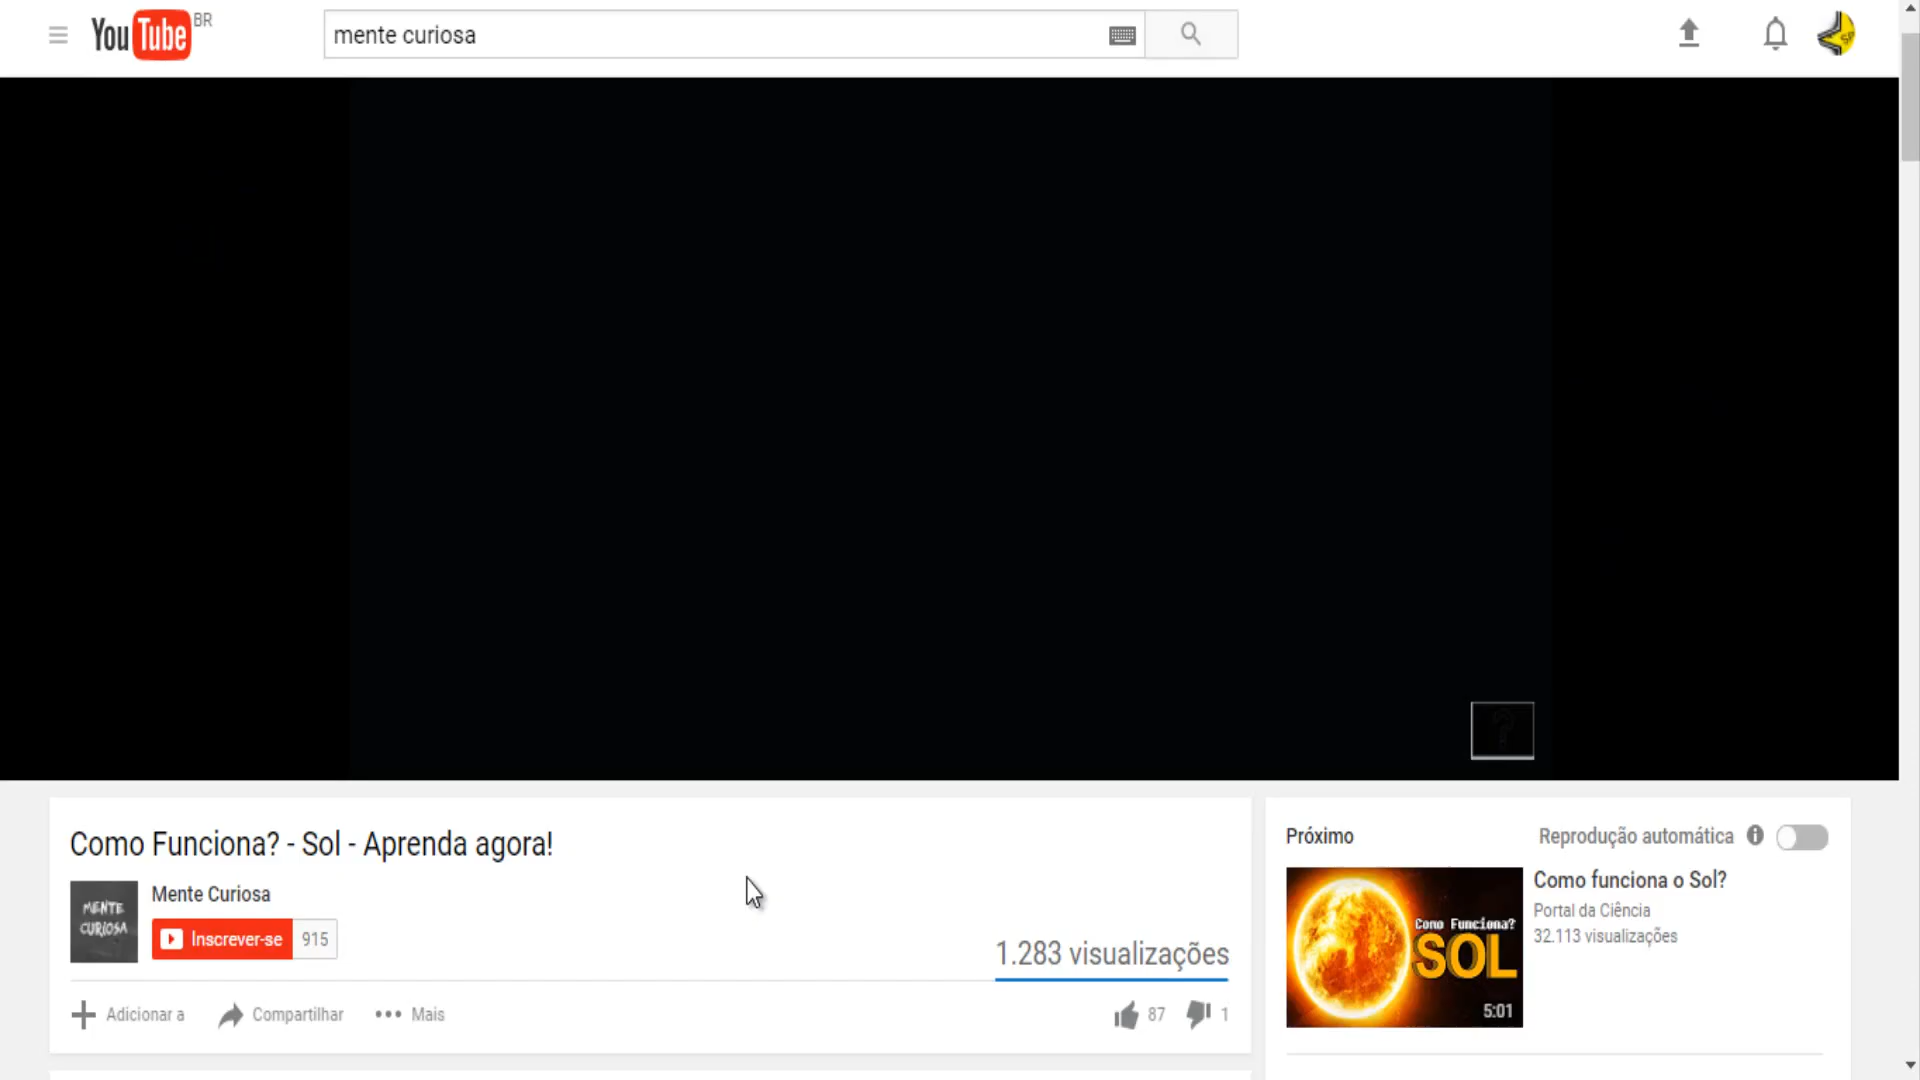 YouTube BR
mente curiosa
Como Funciona? - Sol - Aprenda agora!
MENTE
CURIOSA
Mente Curiosa
Inscrever-se 915
1.283 visualizações
Adicionar a Compartilhar Mais 87 1
Próximo Reprodução automática
Como Funciona?
SOL
5:01
Como funciona o Sol?
Portal da Ciência
32.113 visualizações